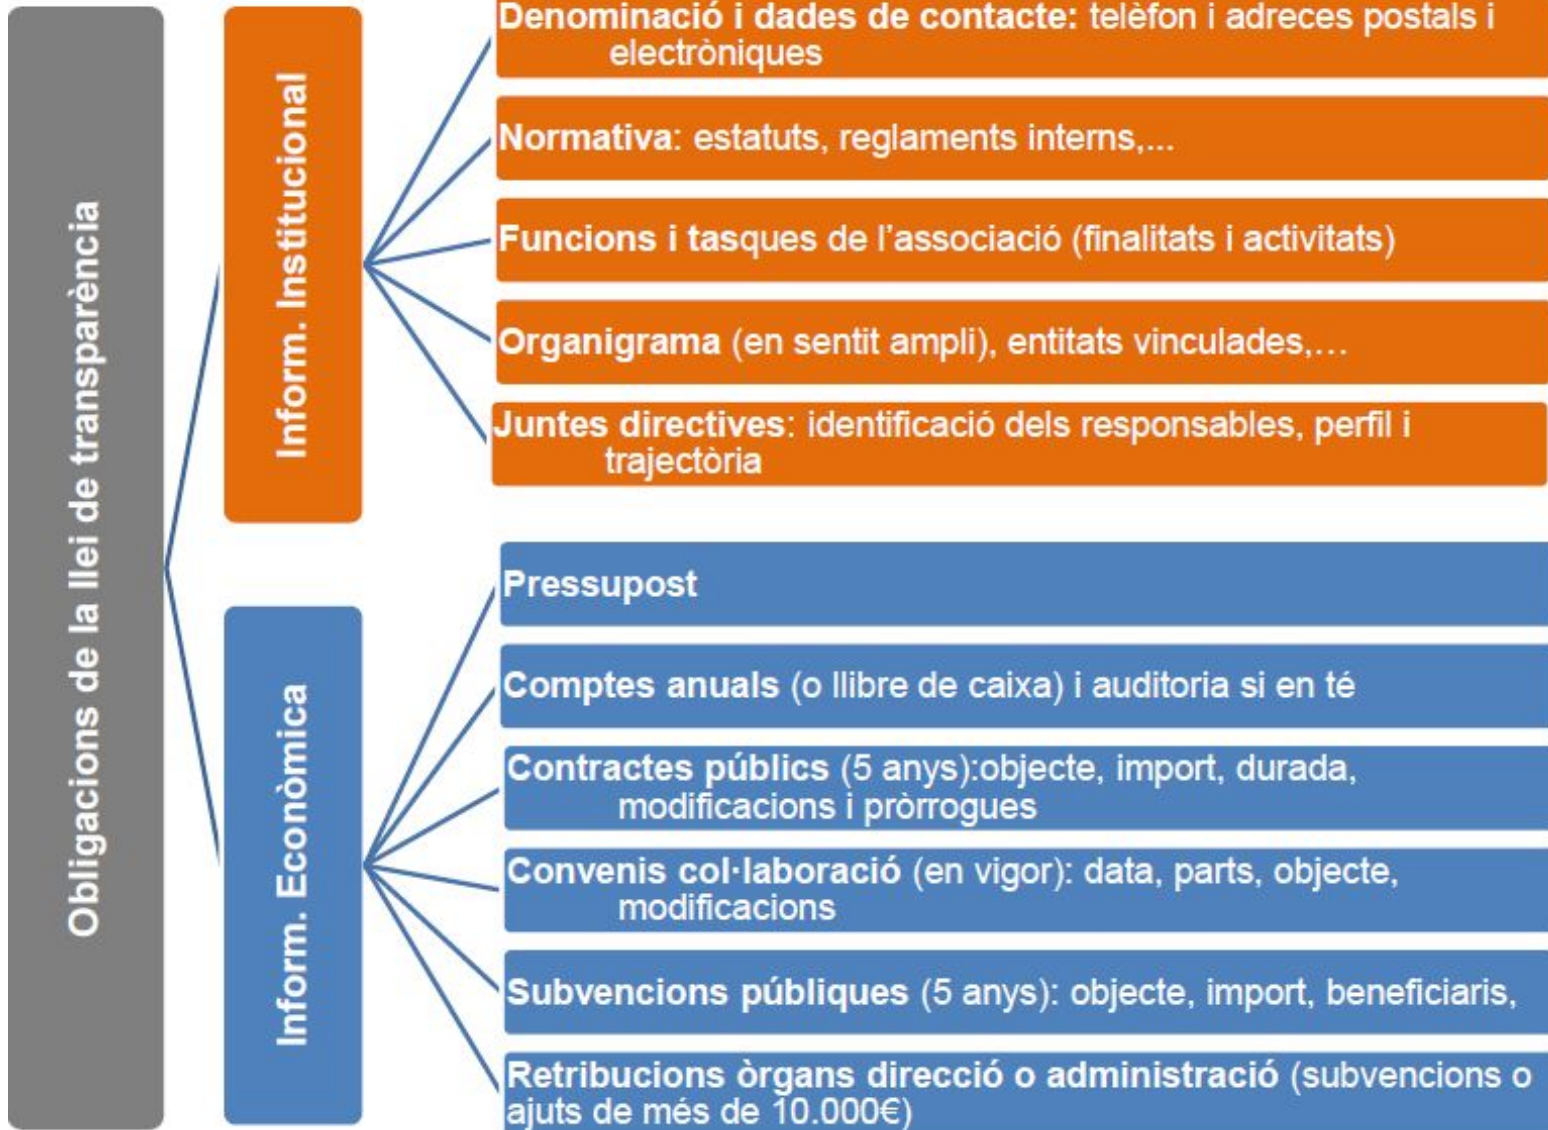 Obligacions de la llei de transparència
Inform. Institucional
Denominació i dades de contacte: telèfon i adreces postals i
electròniques
Normativa: estatuts, reglaments interns,...
Funcions i tasques de l’associació (finalitats i activitats)
Organigrama (en sentit ampli), entitats vinculades,…
Juntes directives: identificació dels responsables, perfil i
trajectòria
Inform. Econòmica
Pressupost
Comptes anuals (o llibre de caixa) i auditoria si en té
Contractes públics (5 anys):objecte, import, durada,
modificacions i pròrrogues
Convenis col·laboració (en vigor): data, parts, objecte,
modificacions
Subvencions públiques (5 anys): objecte, import, beneficiaris,
Retribucions òrgans direcció o administració (subvencions o
ajuts de més de 10.000€)